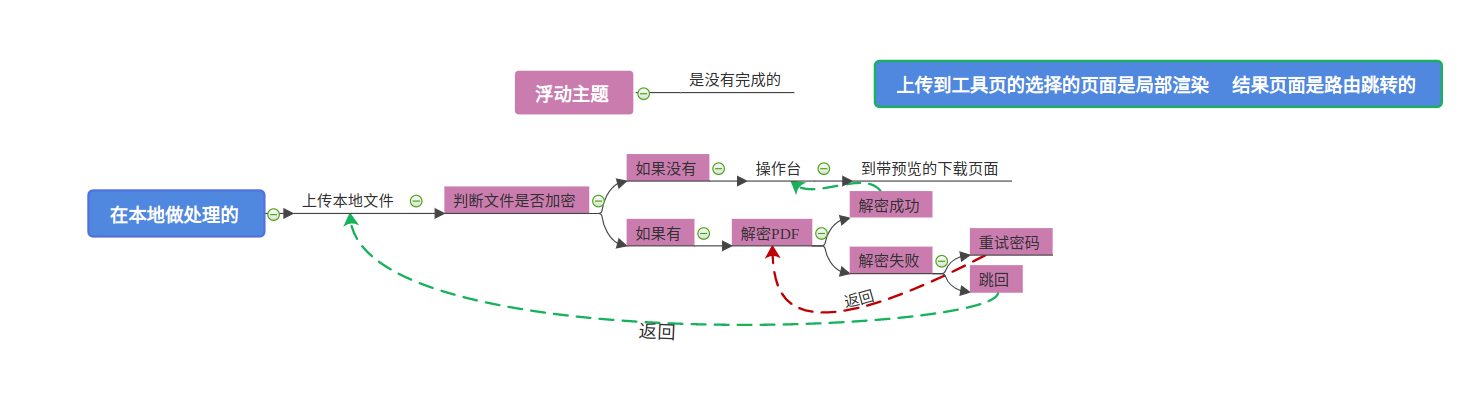 是没有完成的
浮动主题
上传到工具页的选择的页面是局部渲染 结果页面是路由跳转的
如果没有
操作台
到带预览的下载页面
在本地做处理的
上传本地文件
判断文件是否加密
解密成功
如果有
解密PDF
重试密码
解密失败
跳回
返回
返回